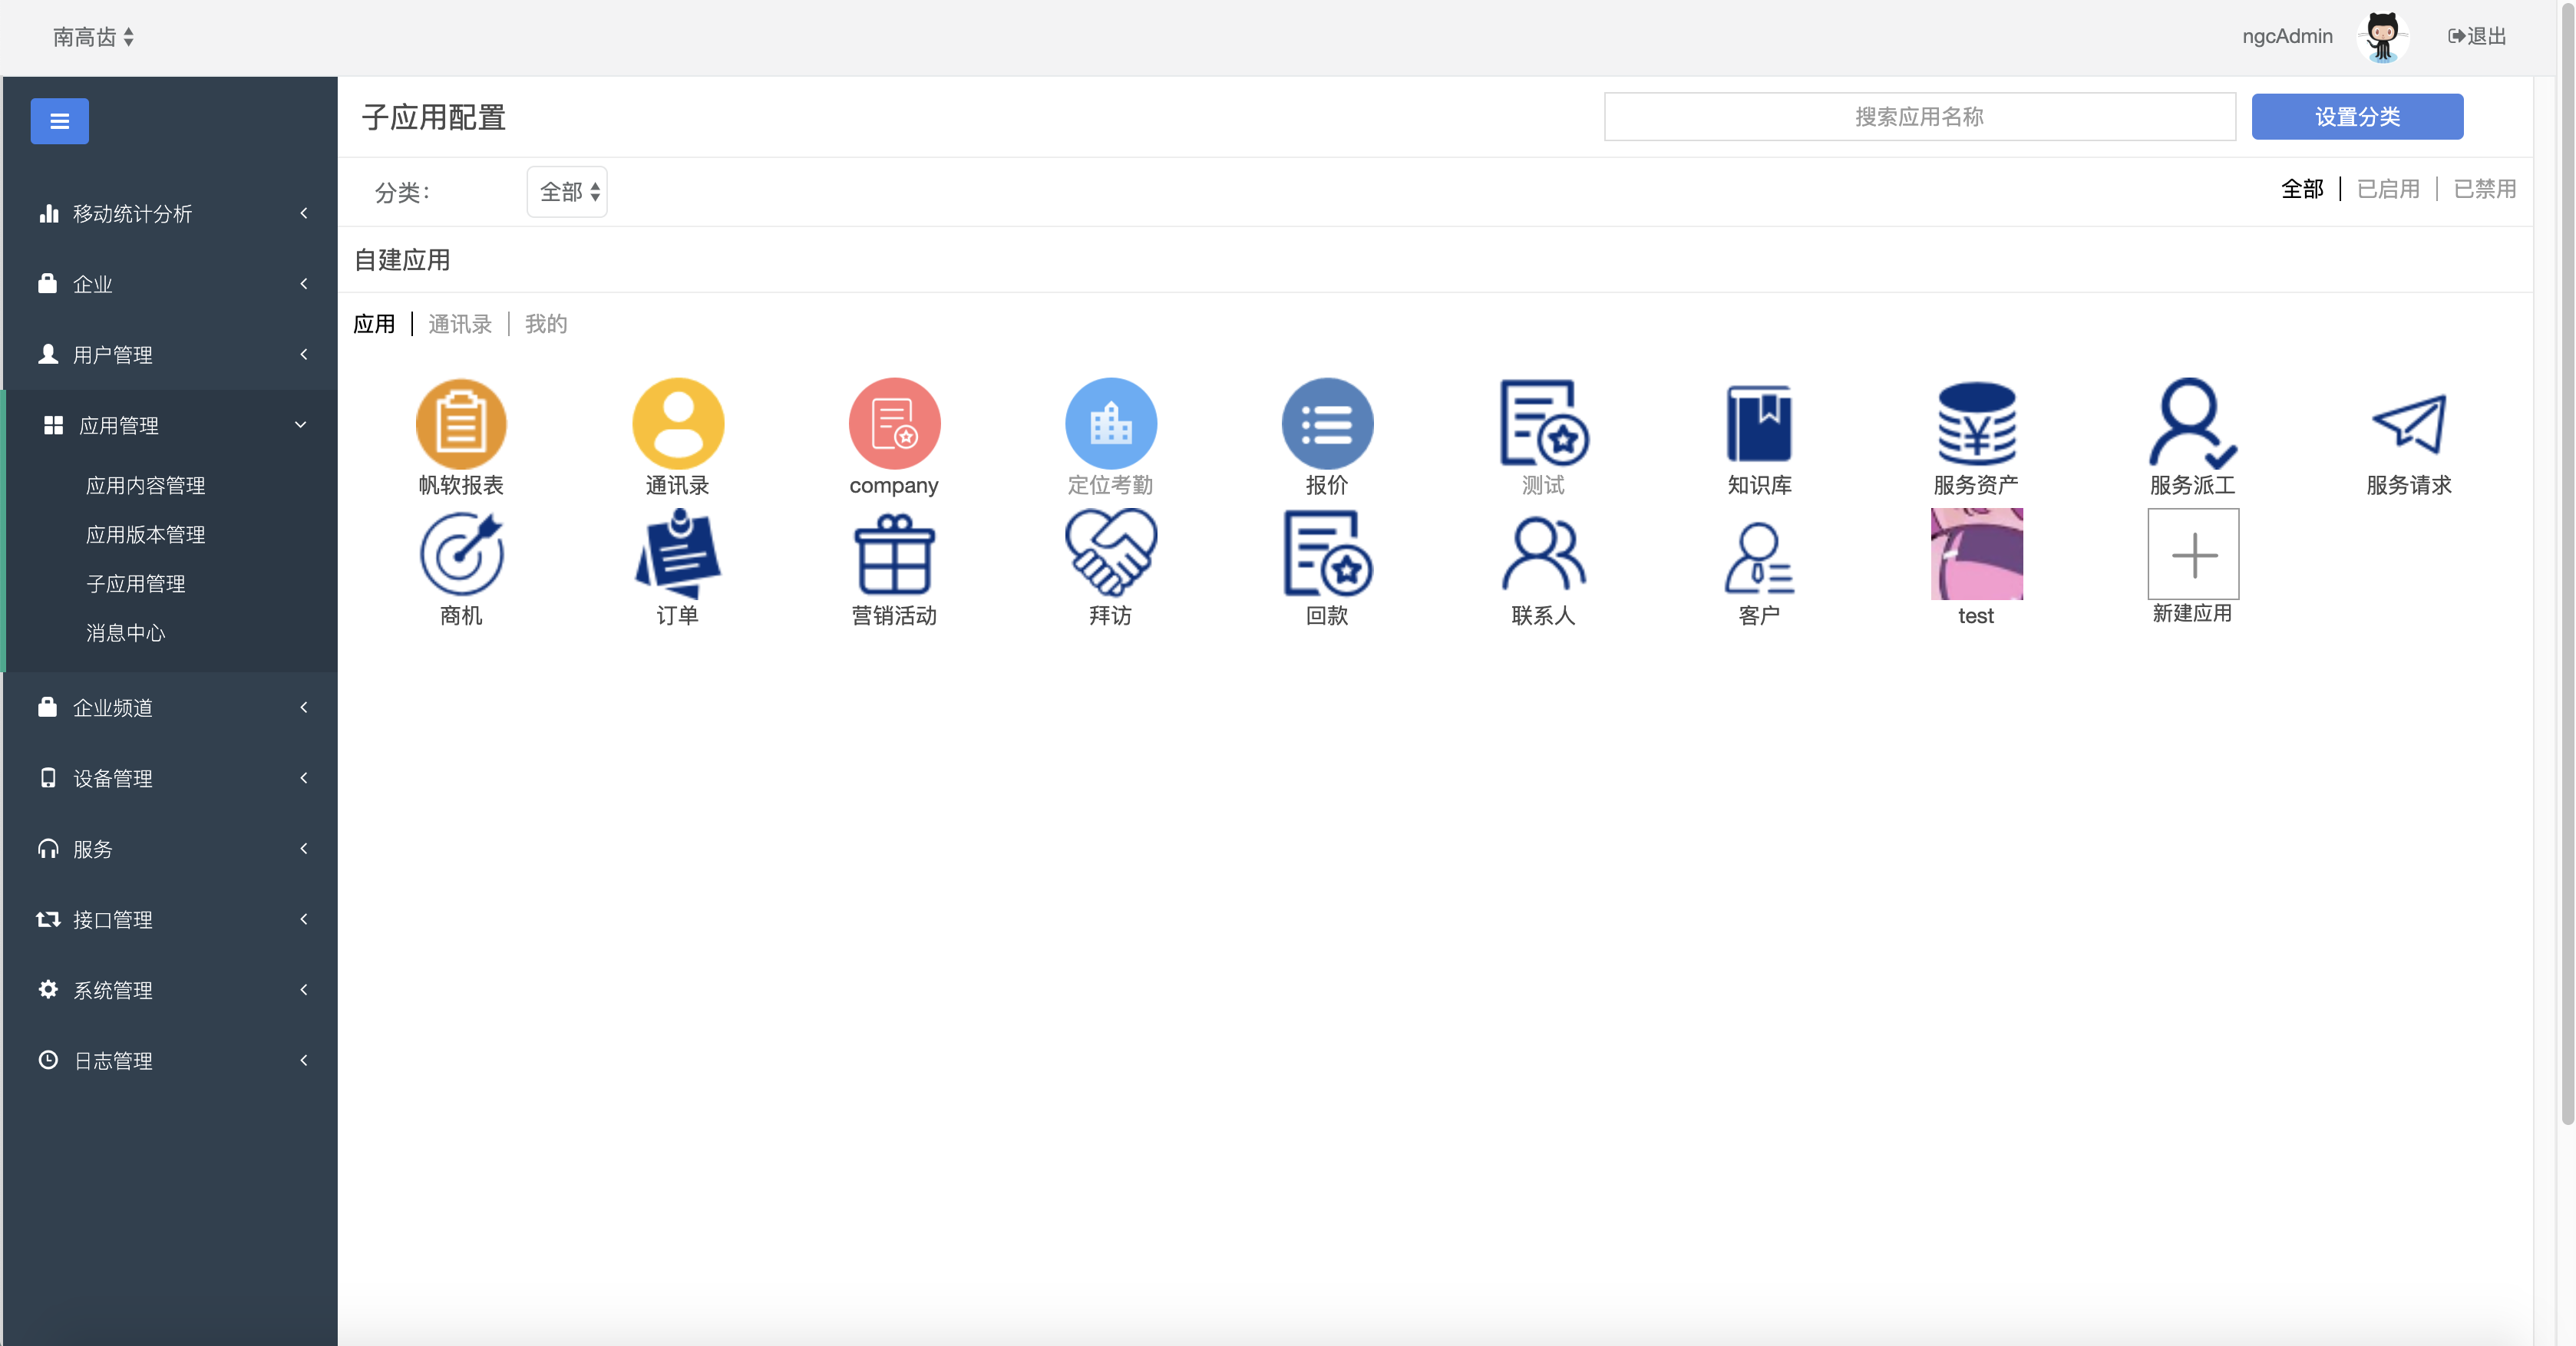 南高齿
ngcAdmin
退出
子应用配置
搜索应用名称
设置分类
移动统计分析
企业
用户管理
应用管理
应用内容管理
应用版本管理
子应用管理
消息中心
企业频道
设备管理
服务
接口管理
系统管理
日志管理
分类：
全部
全部 | 已启用 | 已禁用
自建应用
应用 | 通讯录 | 我的
帆软报表 通讯录 company 定位考勤 报价 测试 知识库 服务资产 服务派工 服务请求
商机 订单 营销活动 拜访 回款 联系人 客户 test 新建应用